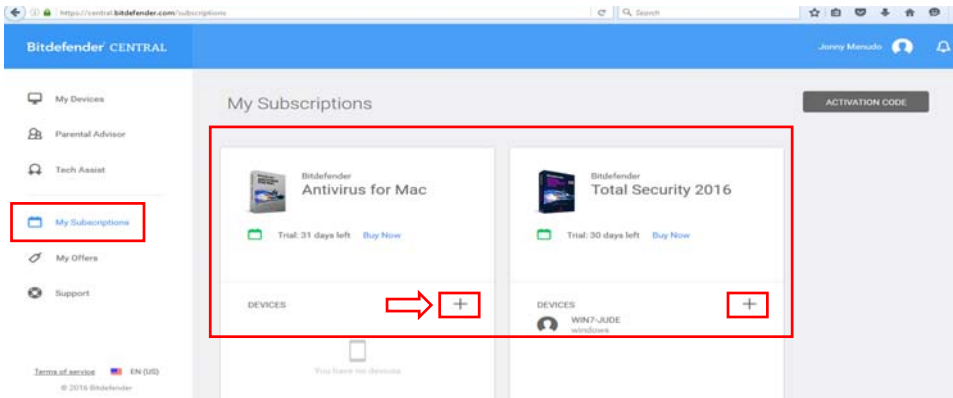 https://central.bitdefender.com/subscriptions
Search
Bitdefender CENTRAL
Jonny Menudo
My Devices
Parental Advisor
Tech Assist
My Subscriptions
My Offers
Support
Terms of service EN (US)
© 2016 Bitdefender
My Subscriptions
ACTIVATION CODE
Bitdefender
Antivirus for Mac
Trial: 31 days left Buy Now
DEVICES
You have no devices
Bitdefender
Total Security 2016
Trial: 30 days left Buy Now
DEVICES
WIN7-JUDE
windows